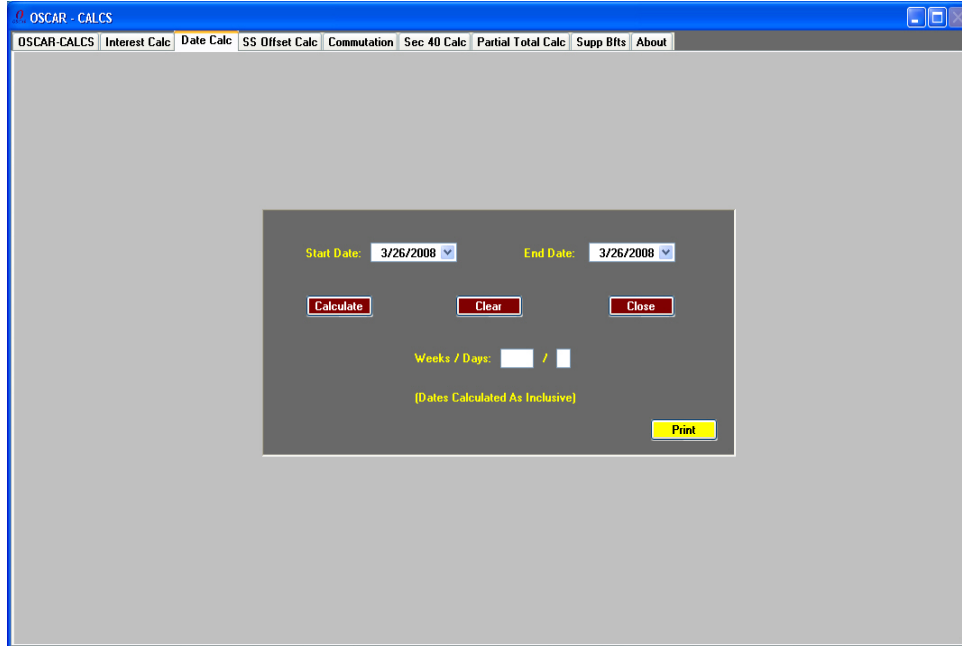 OSCAR - CALCS
OSCAR-CALCS Interest Calc Date Calc SS Offset Calc Commutation Sec 40 Calc Partial Total Calc Supp Bfts About
Start Date: 3/26/2008 End Date: 3/26/2008
Calculate Clear Close
Weeks / Days: /
(Dates Calculated As Inclusive)
Print